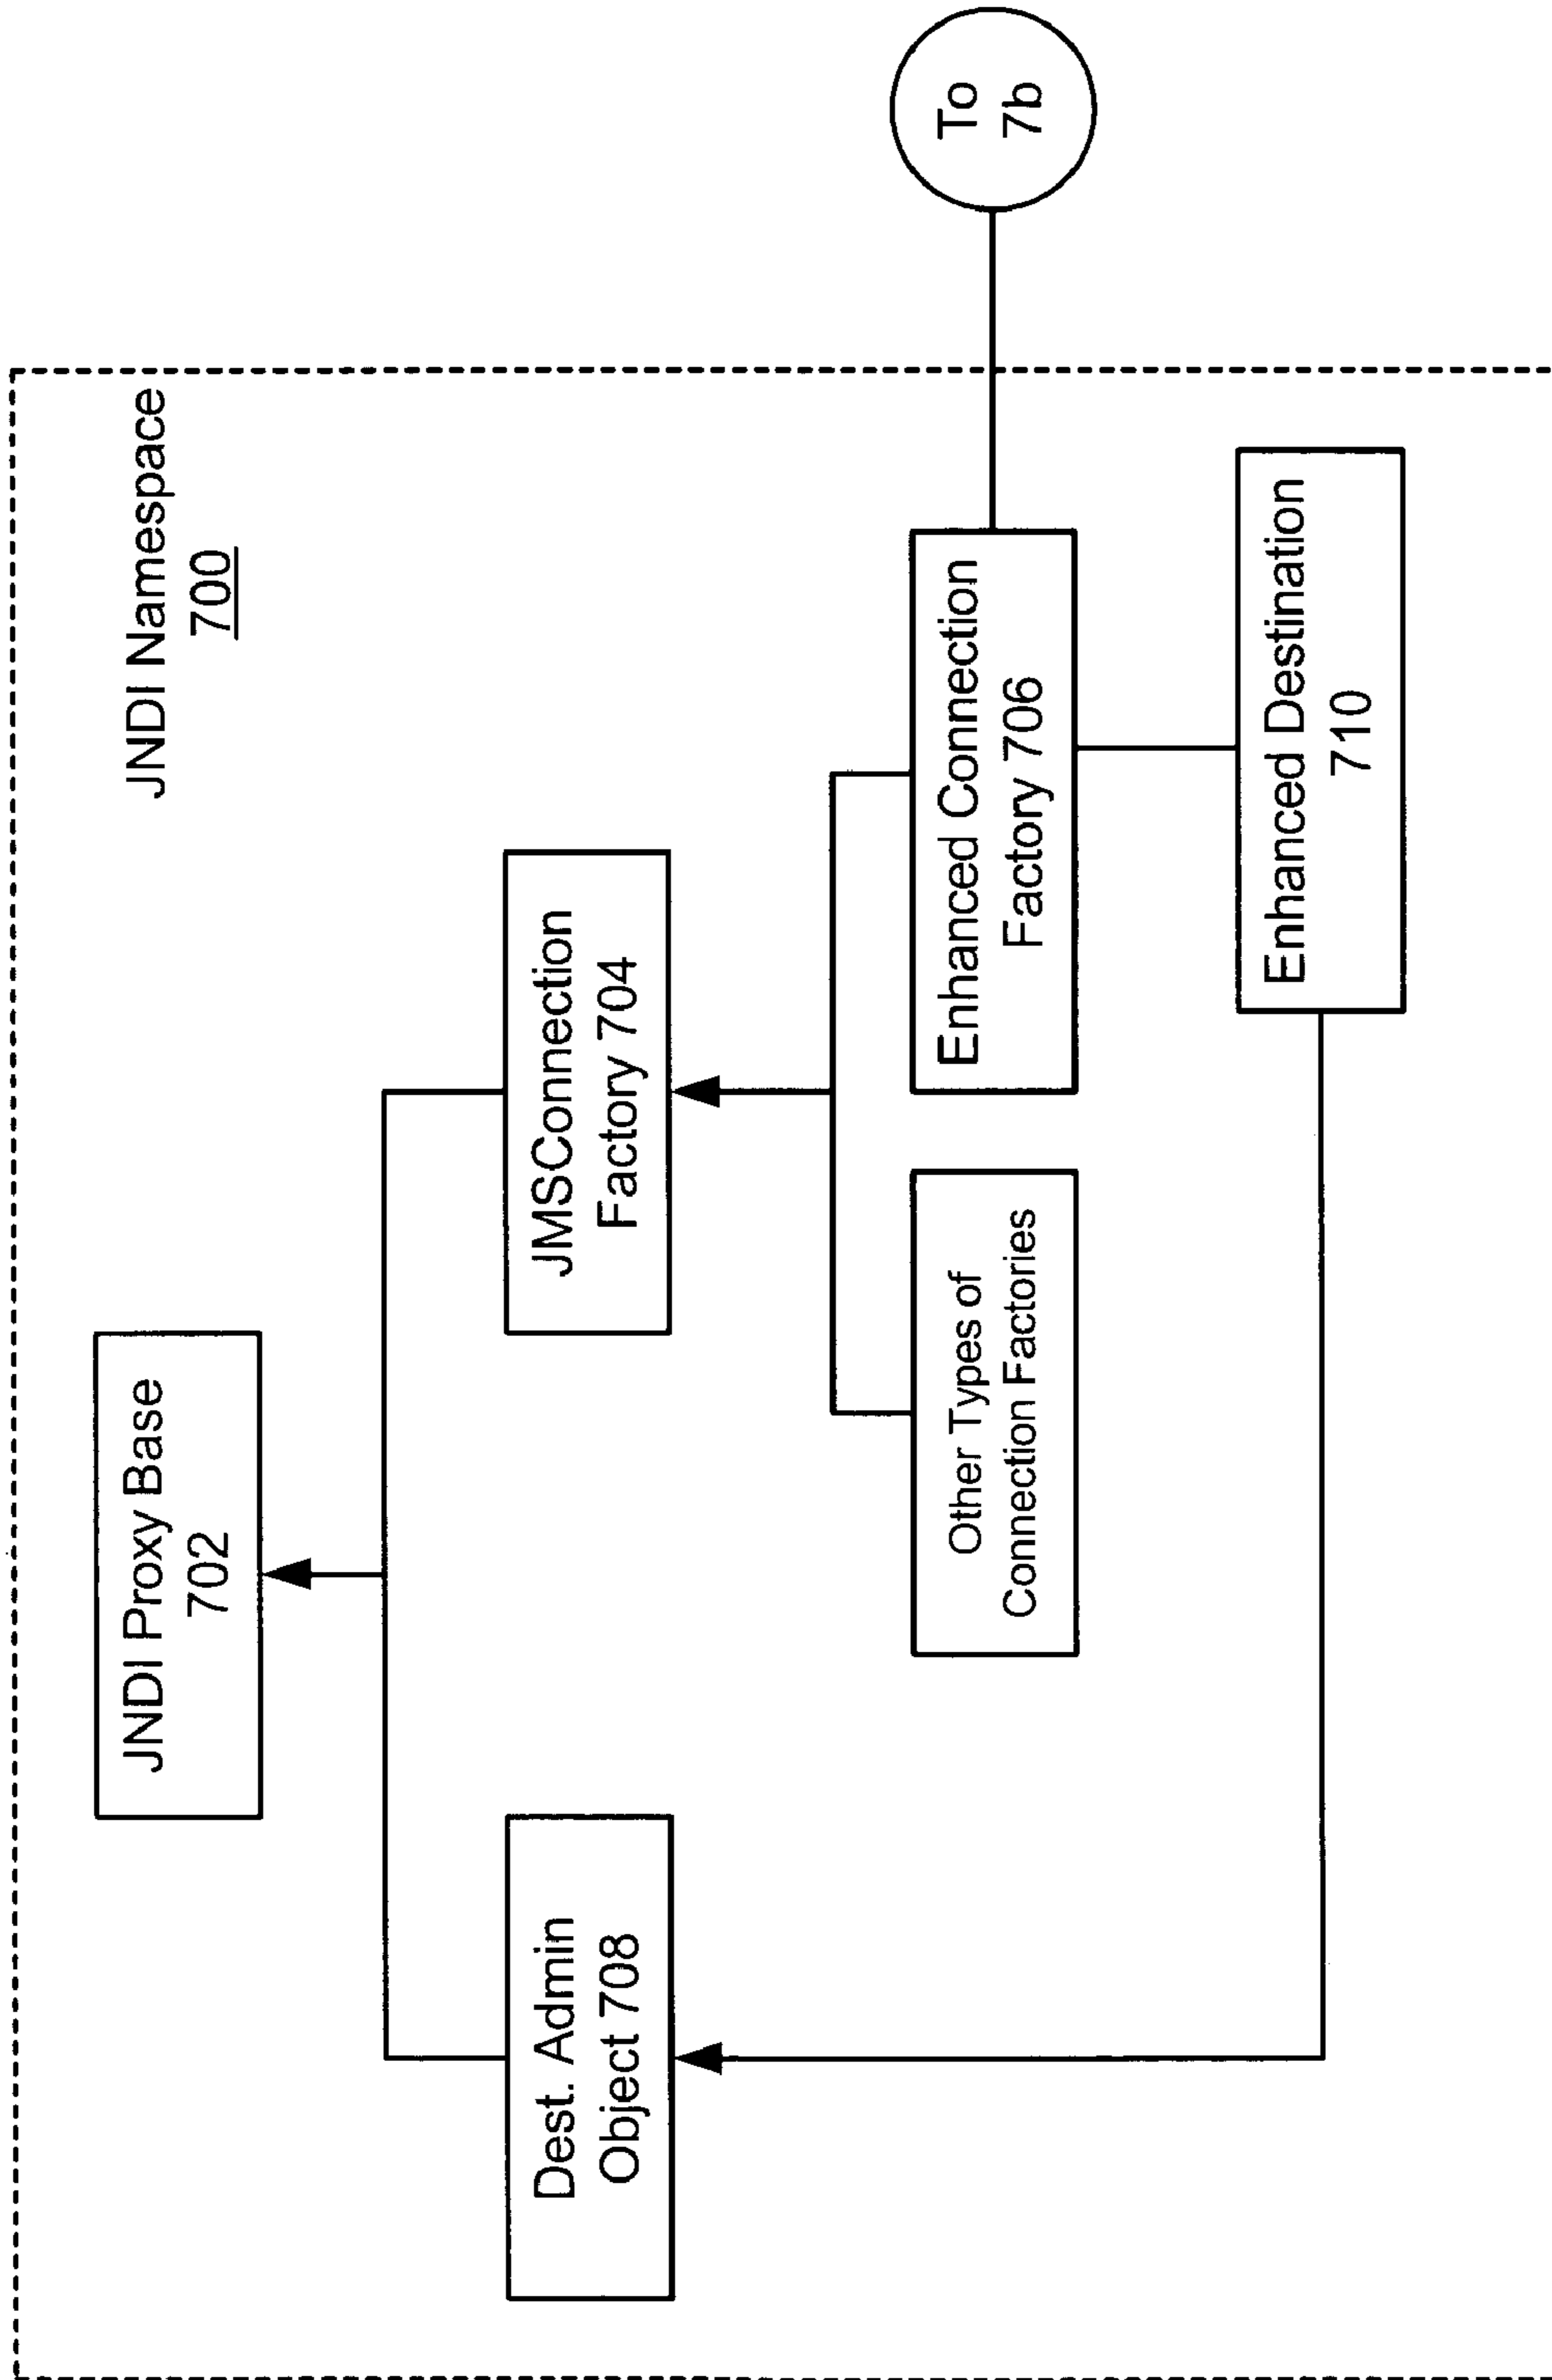 JNDI Namespace
700
JNDI Proxy Base
702
Dest. Admin
Object 708
JMSConnection
Factory 704
Other Types of
Connection Factories
Enhanced Connection
Factory 706
To
7b
Enhanced Destination
710